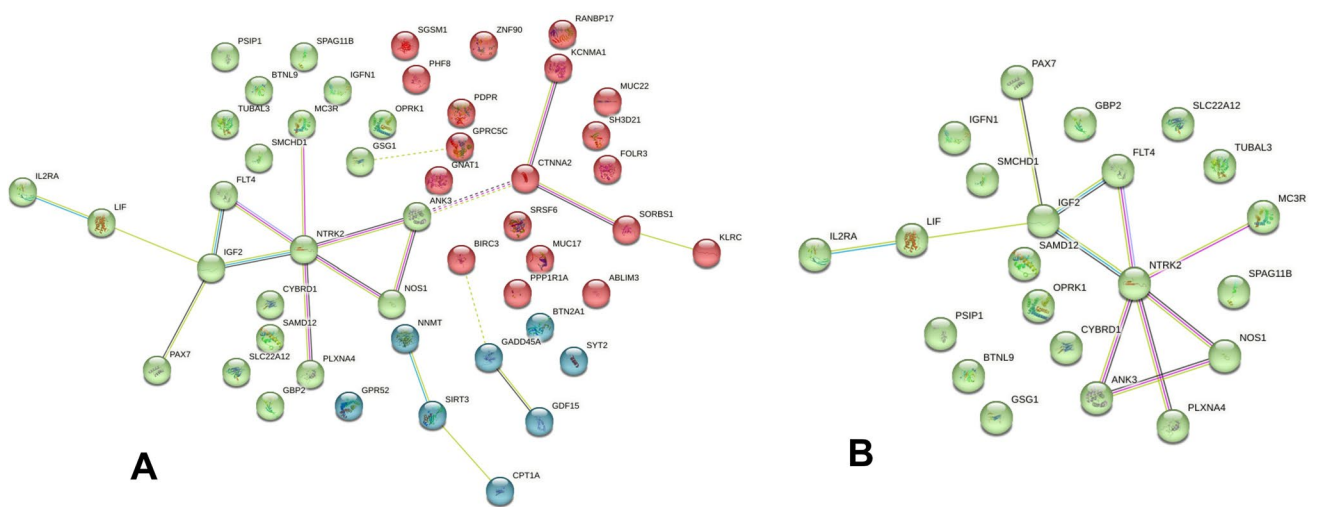 RANBP17
SGSM1
ZNF90
PSIP1
SPAG11B
KCNMA1
PHF8
BTNL9
IGFN1
MUC22
PDPR
TUBAL3
MC3R
OPRK1
SH3D21
GPRC5C
SMCHD1
GSG1
GNAT1
CTNNA2
FOLR3
IL2RA
FLT4
ANK3
LIF
SRSF6
SORBS1
NTRK2
KLRC
IGF2
BIRC3
MUC17
CYBRD1
NOS1
PPP1R1A
ABLIM3
SAMD12
NNMT
BTN2A1
GADD45A
SYT2
PAX7
SLC22A12
PLXNA4
GBP2
GPR52
SIRT3
GDF15
CPT1A
A
PAX7
GBP2
SLC22A12
IGFN1
FLT4
TUBAL3
SMCHD1
IGF2
MC3R
LIF
IL2RA
SAMD12
NTRK2
SPAG11B
OPRK1
PSIP1
CYBRD1
NOS1
BTNL9
ANK3
GSG1
PLXNA4
B